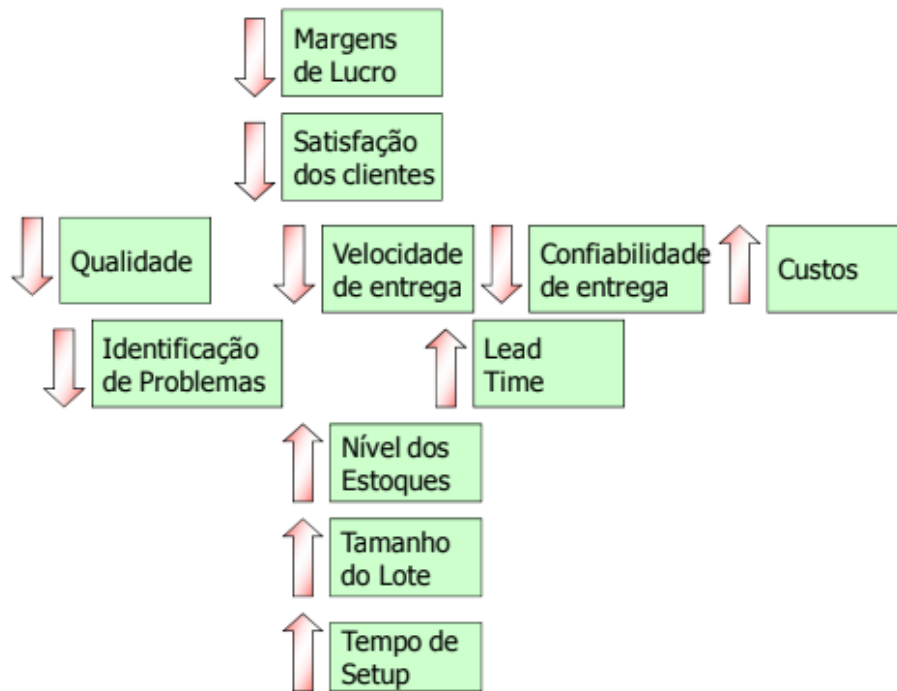 Margens
de Lucro
Satisfação
dos clientes
Qualidade
Velocidade
de entrega
Confiabilidade
de entrega
Custos
Identificação
de Problemas
Lead
Time
Nível dos
Estoques
Tamanho
do Lote
Tempo de
Setup